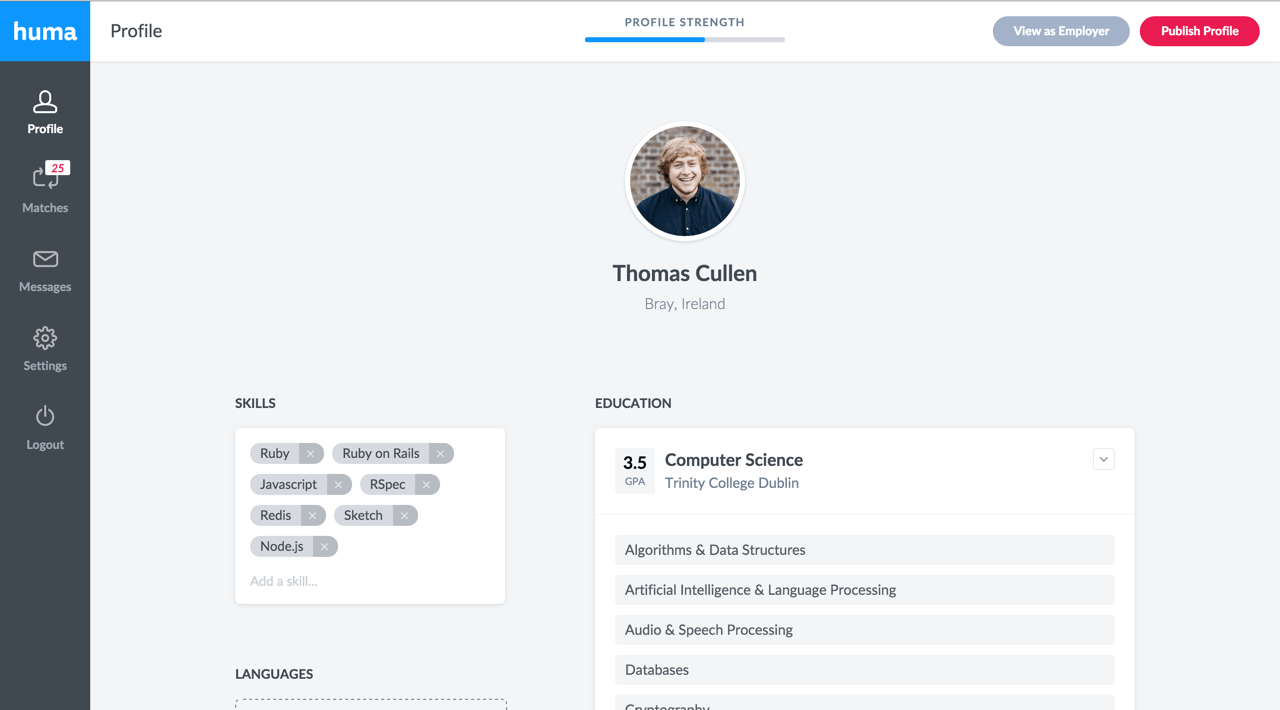 huma
Profile
PROFILE STRENGTH
View as Employer
Publish Profile
Profile
25
Matches
Messages
Settings
Logout
Thomas Cullen
Bray, Ireland
SKILLS
Ruby ×
Ruby on Rails ×
Javascript ×
RSpec ×
Redis ×
Sketch ×
Node.js ×
Add a skill...
LANGUAGES
EDUCATION
3.5
GPA
Computer Science
Trinity College Dublin
Algorithms & Data Structures
Artificial Intelligence & Language Processing
Audio & Speech Processing
Databases
Cryptography